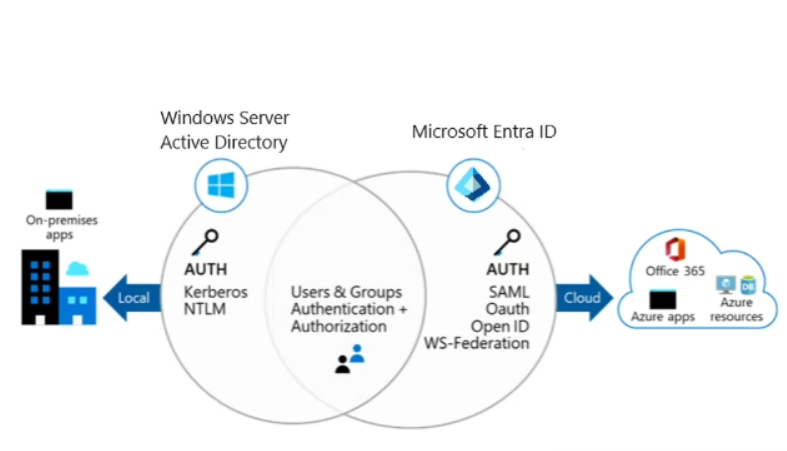 Windows Server
Active Directory
Microsoft Entra ID
On-premises
apps
Local
AUTH
Kerberos
NTLM
Users & Groups
Authentication +
Authorization
AUTH
SAML
Oauth
Open ID
WS-Federation
Cloud
Office 365
Azure apps
DB
Azure
resources